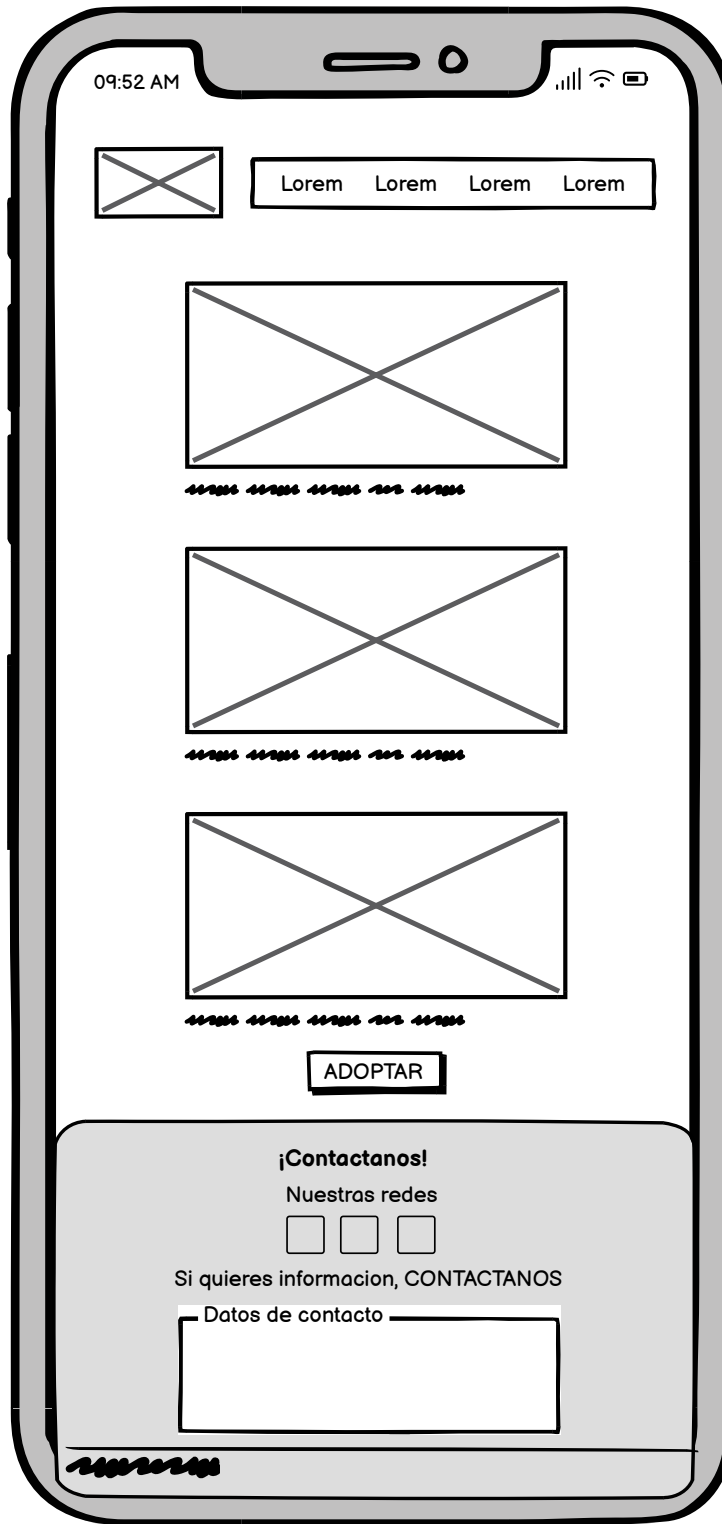 09:52 AM
Lorem Lorem Lorem Lorem
ADOPTAR
¡Contactanos!
Nuestras redes
Si quieres informacion, CONTACTANOS
Datos de contacto